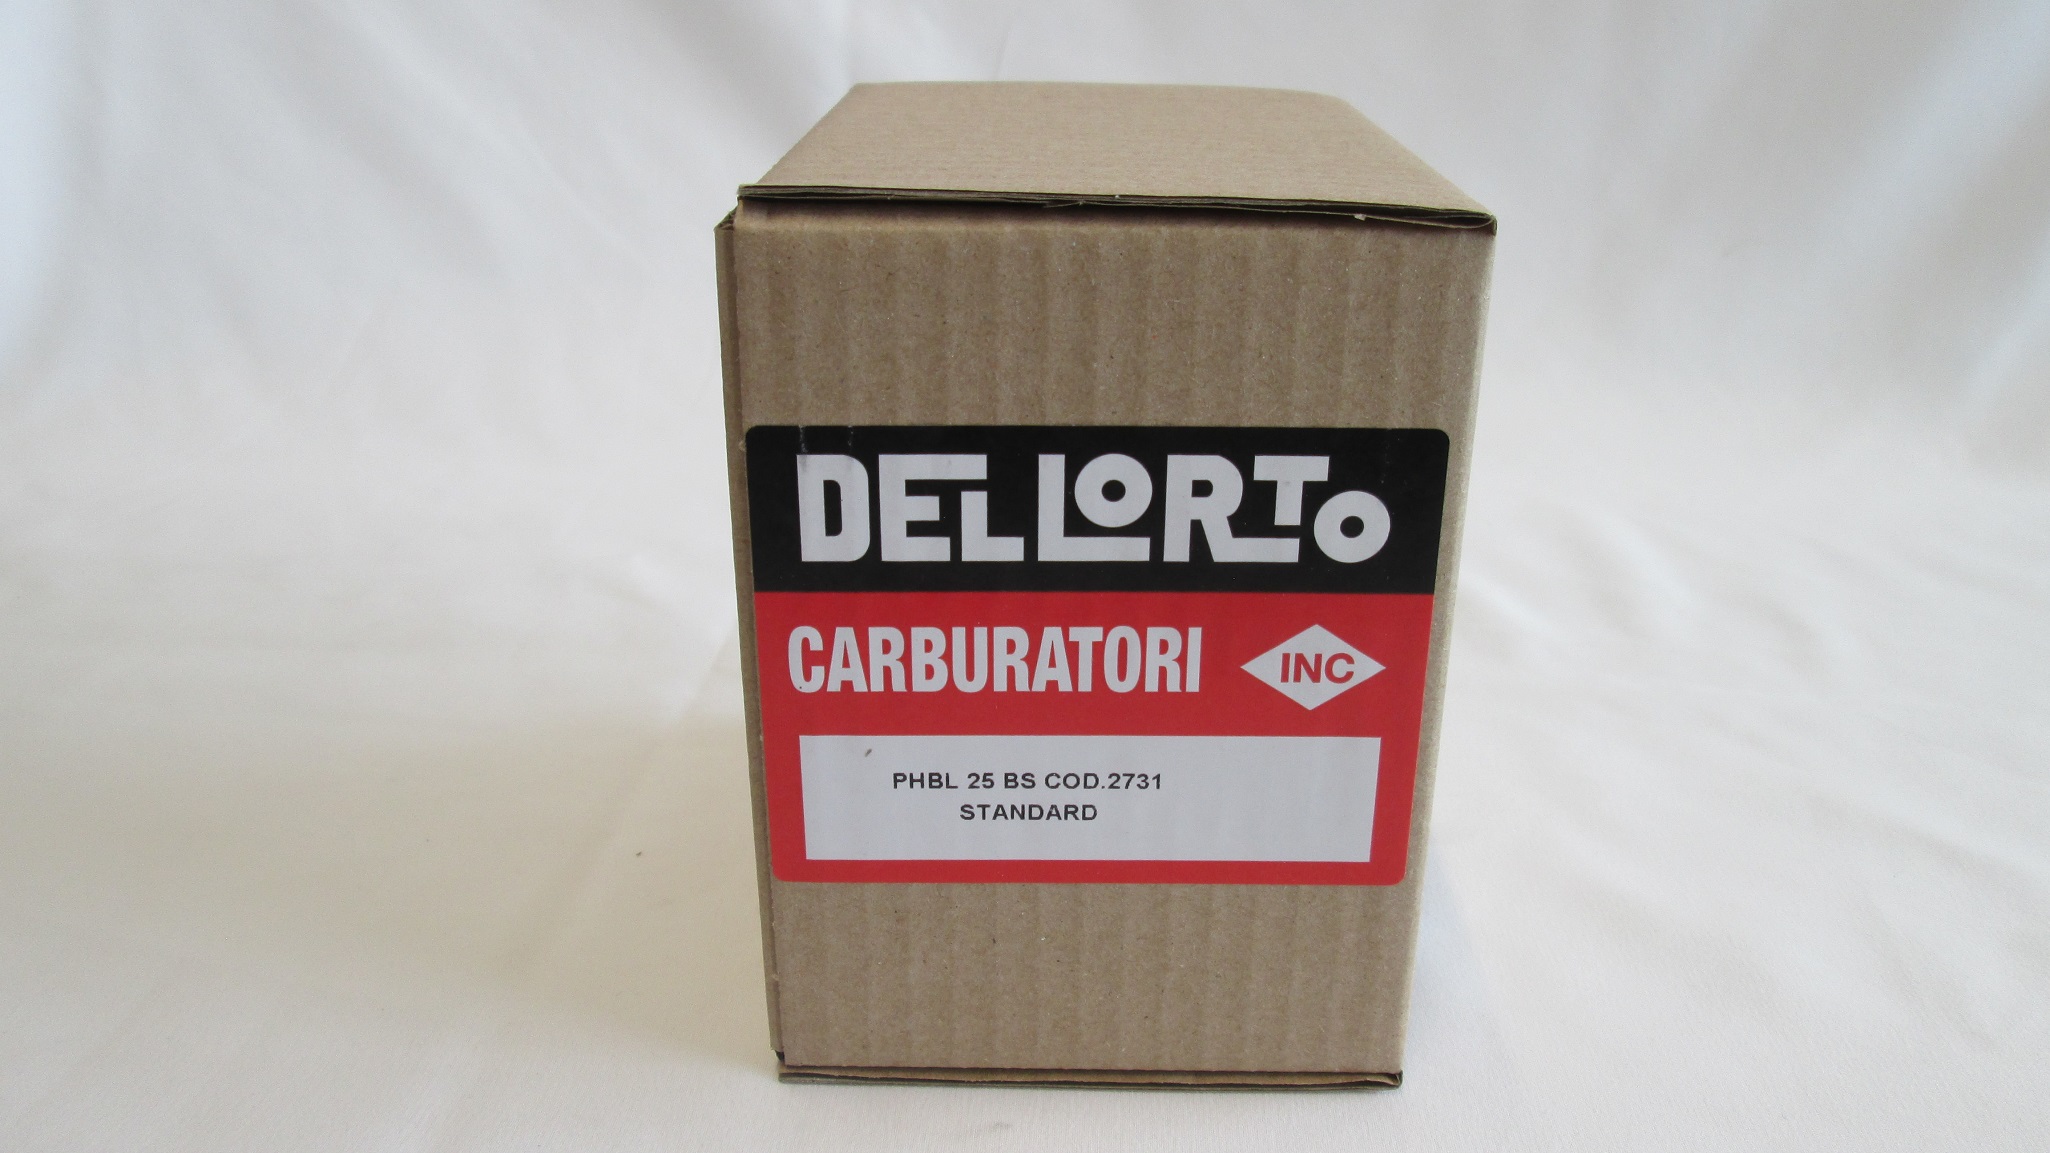 DELLORTO
CARBURATORI INC
PHBL 25 BS COD.2731
STANDARD